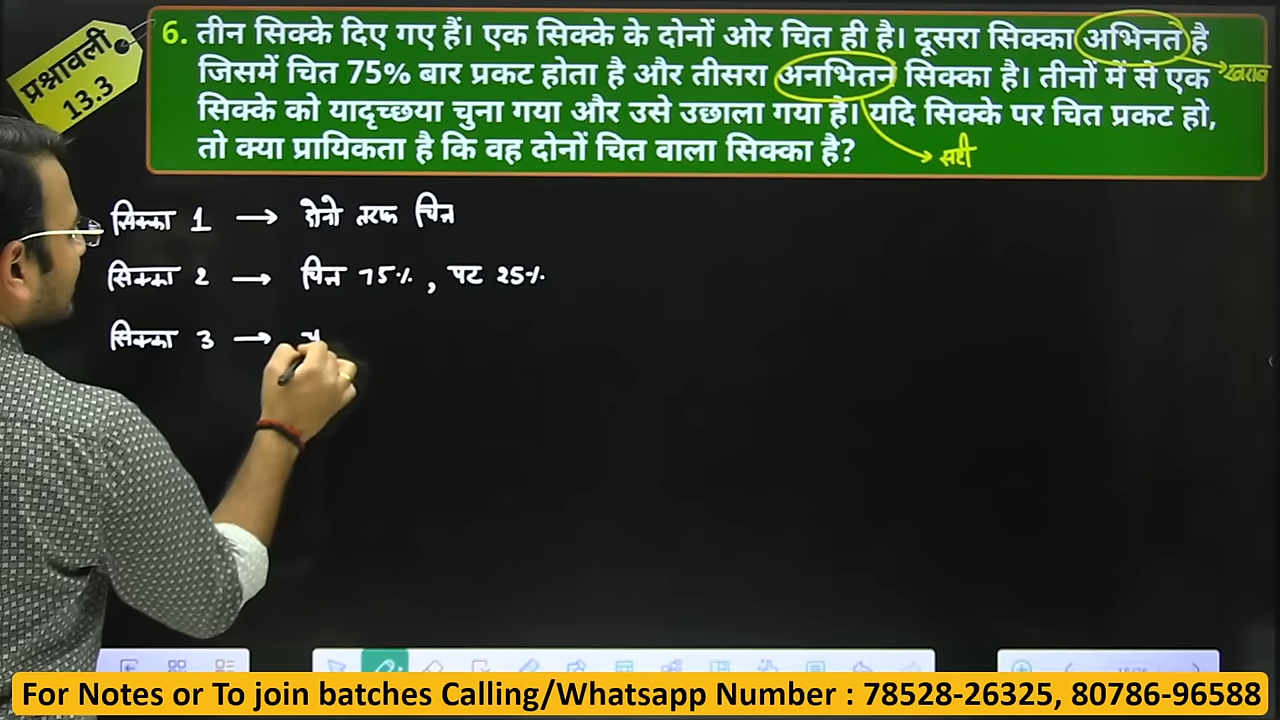 प्रश्नावली
13.3
6. तीन सिक्के दिए गए हैं। एक सिक्के के दोनों ओर चित ही है। दूसरा सिक्का अभिनत है
जिसमें चित 75% बार प्रकट होता है और तीसरा अनभितन सिक्का है। तीनों में से एक
सिक्के को यादृच्छया चुना गया और उसे उछाला गया है। यदि सिक्के पर चित प्रकट हो,
तो क्या प्रायिकता है कि वह दोनों चित वाला सिक्का है?
खराब
सही
सिक्का 1 → दोनो तरफ चित
सिक्का 2 → चित 75%, पट 25%
सिक्का 3 →
For Notes or To join batches Calling/Whatsapp Number : 78528-26325, 80786-96588